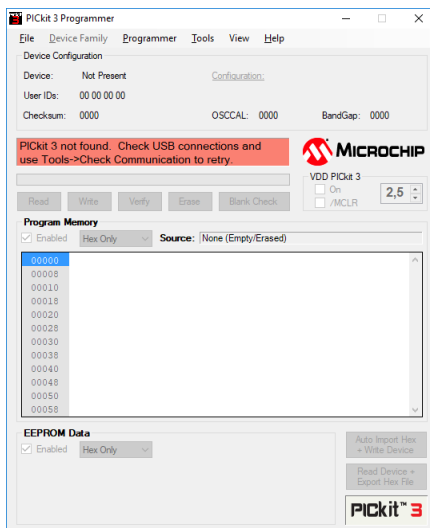 PICkit 3 Programmer
File Device Family Programmer Tools View Help
Device Configuration
Device: Not Present Configuration:
User IDs: 00 00 00 00
Checksum: 0000 OSCCAL: 0000 BandGap: 0000
PICkit 3 not found. Check USB connections and
use Tools->Check Communication to retry.
MICROCHIP
VDD PICkit 3
On
/MCLR
2,5
Read Write Verify Erase Blank Check
Program Memory
Enabled Hex Only Source: None (Empty/Erased)
00000
00008
00010
00018
00020
00028
00030
00038
00040
00048
00050
00058
EEPROM Data
Enabled Hex Only
Auto Import Hex
+ Write Device
Read Device +
Export Hex File
PICkit™ 3